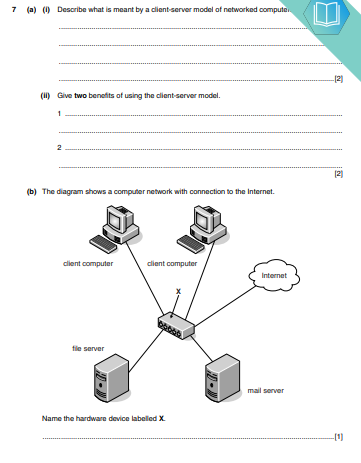 7 (a) (i) Describe what is meant by a client-server model of networked
[2]
(ii) Give two benefits of using the client-server model.
1
2
[2]
(b) The diagram shows a computer network with connection to the Internet.
client computer client computer
Internet
X
file server
mail server
Name the hardware device labelled X.
[1]